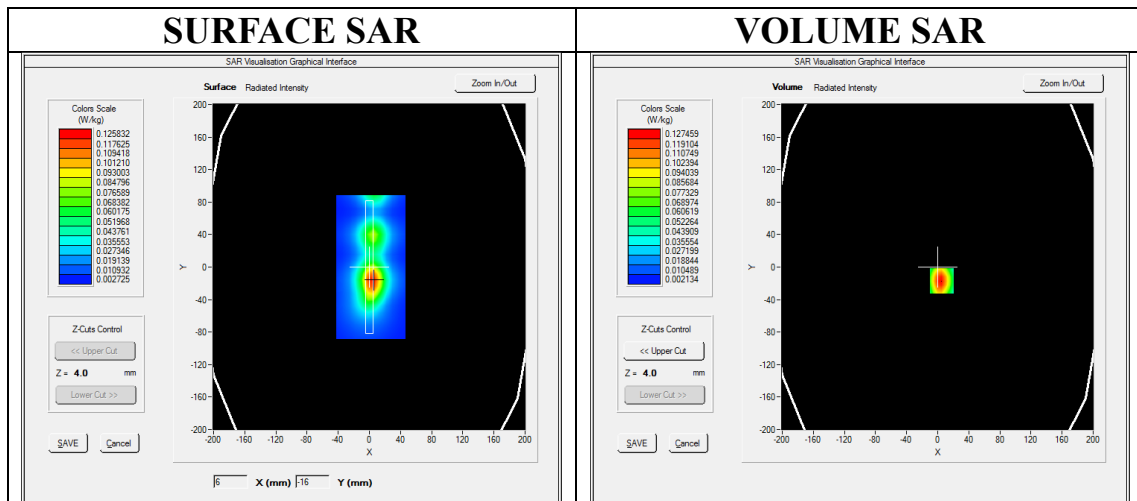 SURFACE SAR
SAR Visualisation Graphical Interface
Surface Radiated Intensity
Zoom In/Out
Colors Scale
(W/kg)
0.125832
0.117625
0.109418
0.101210
0.093003
0.084796
0.076589
0.068382
0.060175
0.051968
0.043761
0.035553
0.027346
0.019139
0.010932
0.002725
200
160
120
80
40
0
-40
-80
-120
-160
-200
Y
-200 -160 -120 -80 -40 0 40 80 120 160 200
X
Z-Cuts Control
<< Upper Cut
Z = 4.0 mm
Lower Cut >>
SAVE Cancel
6 X (mm) -16 Y (mm)
VOLUME SAR
SAR Visualisation Graphical Interface
Volume Radiated Intensity
Zoom In/Out
Colors Scale
(W/kg)
0.127459
0.119104
0.110749
0.102394
0.094039
0.085684
0.077329
0.068974
0.060619
0.052264
0.043909
0.035554
0.027199
0.018844
0.010489
0.002134
200
160
120
80
40
0
-40
-80
-120
-160
-200
Y
-200 -160 -120 -80 -40 0 40 80 120 160 200
X
Z-Cuts Control
<< Upper Cut
Z = 4.0 mm
Lower Cut >>
SAVE Cancel